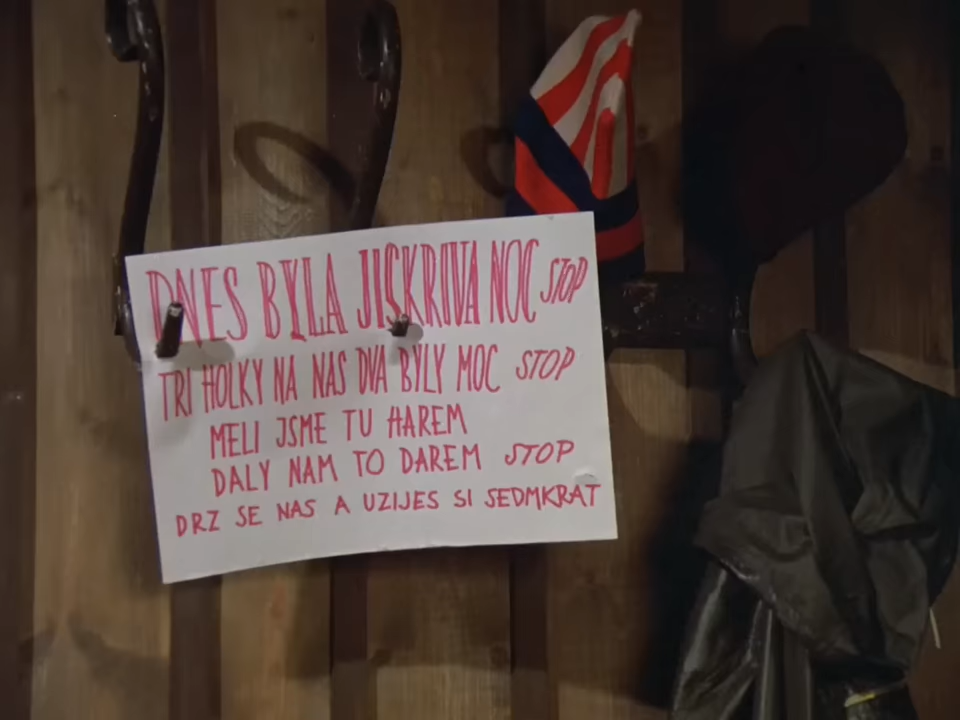 DNES BYLA JISKRIVA NOC STOP
TRI HOLKY NA NAS DVA BYLY MOC STOP
MELI JSME TU HAREM
DALY NAM TO DAREM STOP
DRZ SE NAS A UZIJES SI SEDMKRAT